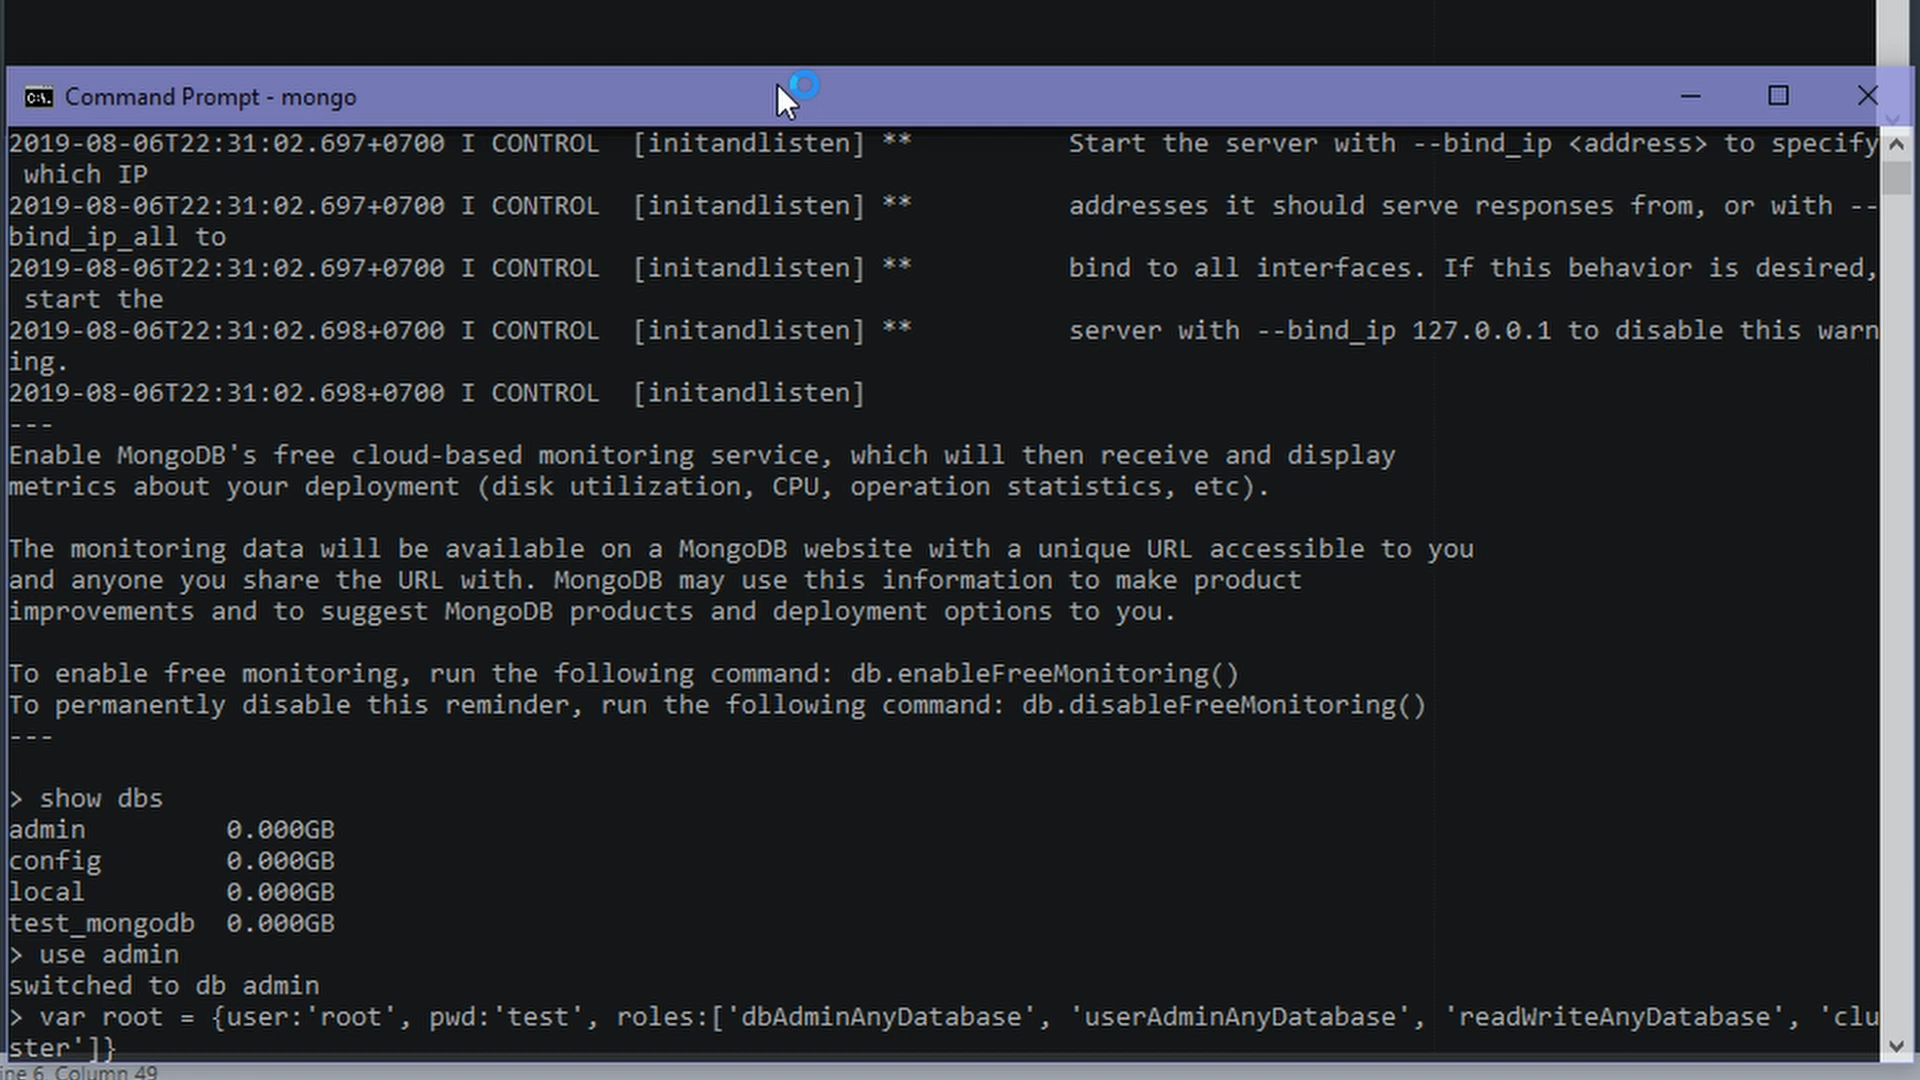 Command Prompt - mongo
2019-08-06T22:31:02.697+0700 I CONTROL  [initandlisten] **          Start the server with --bind_ip <address> to specify
 which IP
2019-08-06T22:31:02.697+0700 I CONTROL  [initandlisten] **          addresses it should serve responses from, or with --
bind_ip_all to
2019-08-06T22:31:02.697+0700 I CONTROL  [initandlisten] **          bind to all interfaces. If this behavior is desired,
 start the
2019-08-06T22:31:02.698+0700 I CONTROL  [initandlisten] **          server with --bind_ip 127.0.0.1 to disable this warn
ing.
2019-08-06T22:31:02.698+0700 I CONTROL  [initandlisten]
---
Enable MongoDB's free cloud-based monitoring service, which will then receive and display
metrics about your deployment (disk utilization, CPU, operation statistics, etc).

The monitoring data will be available on a MongoDB website with a unique URL accessible to you
and anyone you share the URL with. MongoDB may use this information to make product
improvements and to suggest MongoDB products and deployment options to you.

To enable free monitoring, run the following command: db.enableFreeMonitoring()
To permanently disable this reminder, run the following command: db.disableFreeMonitoring()
---

> show dbs
admin         0.000GB
config        0.000GB
local         0.000GB
test_mongodb  0.000GB
> use admin
switched to db admin
> var root = {user:'root', pwd:'test', roles:['dbAdminAnyDatabase', 'userAdminAnyDatabase', 'readWriteAnyDatabase', 'clu
ster']}
ine 6, Column 49